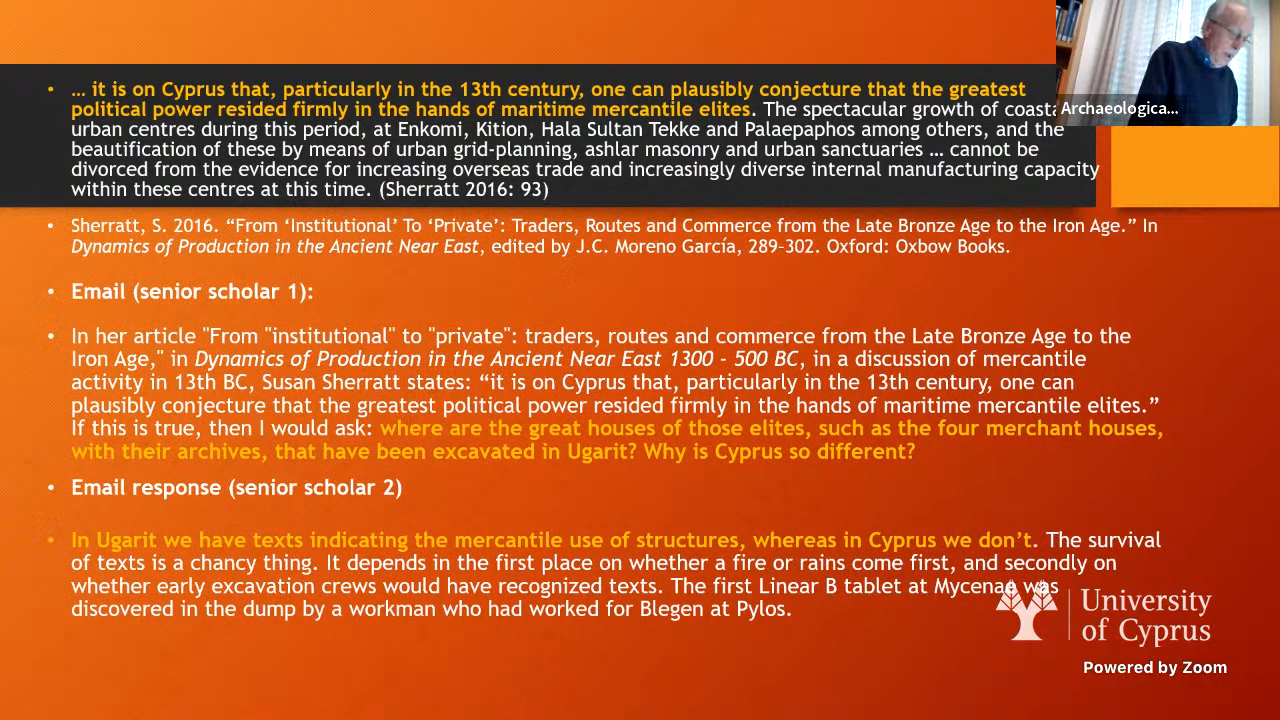 • … it is on Cyprus that, particularly in the 13th century, one can plausibly conjecture that the greatest
political power resided firmly in the hands of maritime mercantile elites. The spectacular growth of coasta
urban centres during this period, at Enkomi, Kition, Hala Sultan Tekke and Palaepaphos among others, and the
beautification of these by means of urban grid-planning, ashlar masonry and urban sanctuaries … cannot be
divorced from the evidence for increasing overseas trade and increasingly diverse internal manufacturing capacity
within these centres at this time. (Sherratt 2016: 93)
Archaeologica...
• Sherratt, S. 2016. “From ‘Institutional’ To ‘Private’: Traders, Routes and Commerce from the Late Bronze Age to the Iron Age.” In
Dynamics of Production in the Ancient Near East, edited by J.C. Moreno García, 289–302. Oxford: Oxbow Books.
• Email (senior scholar 1):
• In her article "From "institutional" to "private": traders, routes and commerce from the Late Bronze Age to the
Iron Age," in Dynamics of Production in the Ancient Near East 1300 - 500 BC, in a discussion of mercantile
activity in 13th BC, Susan Sherratt states: “it is on Cyprus that, particularly in the 13th century, one can
plausibly conjecture that the greatest political power resided firmly in the hands of maritime mercantile elites.”
If this is true, then I would ask: where are the great houses of those elites, such as the four merchant houses,
with their archives, that have been excavated in Ugarit? Why is Cyprus so different?
• Email response (senior scholar 2)
• In Ugarit we have texts indicating the mercantile use of structures, whereas in Cyprus we don’t. The survival
of texts is a chancy thing. It depends in the first place on whether a fire or rains come first, and secondly on
whether early excavation crews would have recognized texts. The first Linear B tablet at Mycenae was
discovered in the dump by a workman who had worked for Blegen at Pylos.
University
of Cyprus
Powered by Zoom